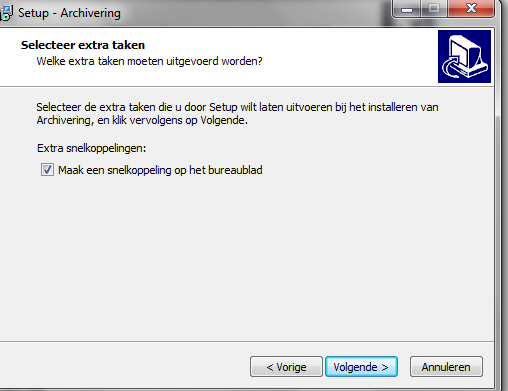 Setup - Archivering
Selecteer extra taken
Welke extra taken moeten uitgevoerd worden?
Selecteer de extra taken die u door Setup wilt laten uitvoeren bij het installeren van
Archivering, en klik vervolgens op Volgende.
Extra snelkoppelingen:
Maak een snelkoppeling op het bureaublad
< Vorige
Volgende >
Annuleren